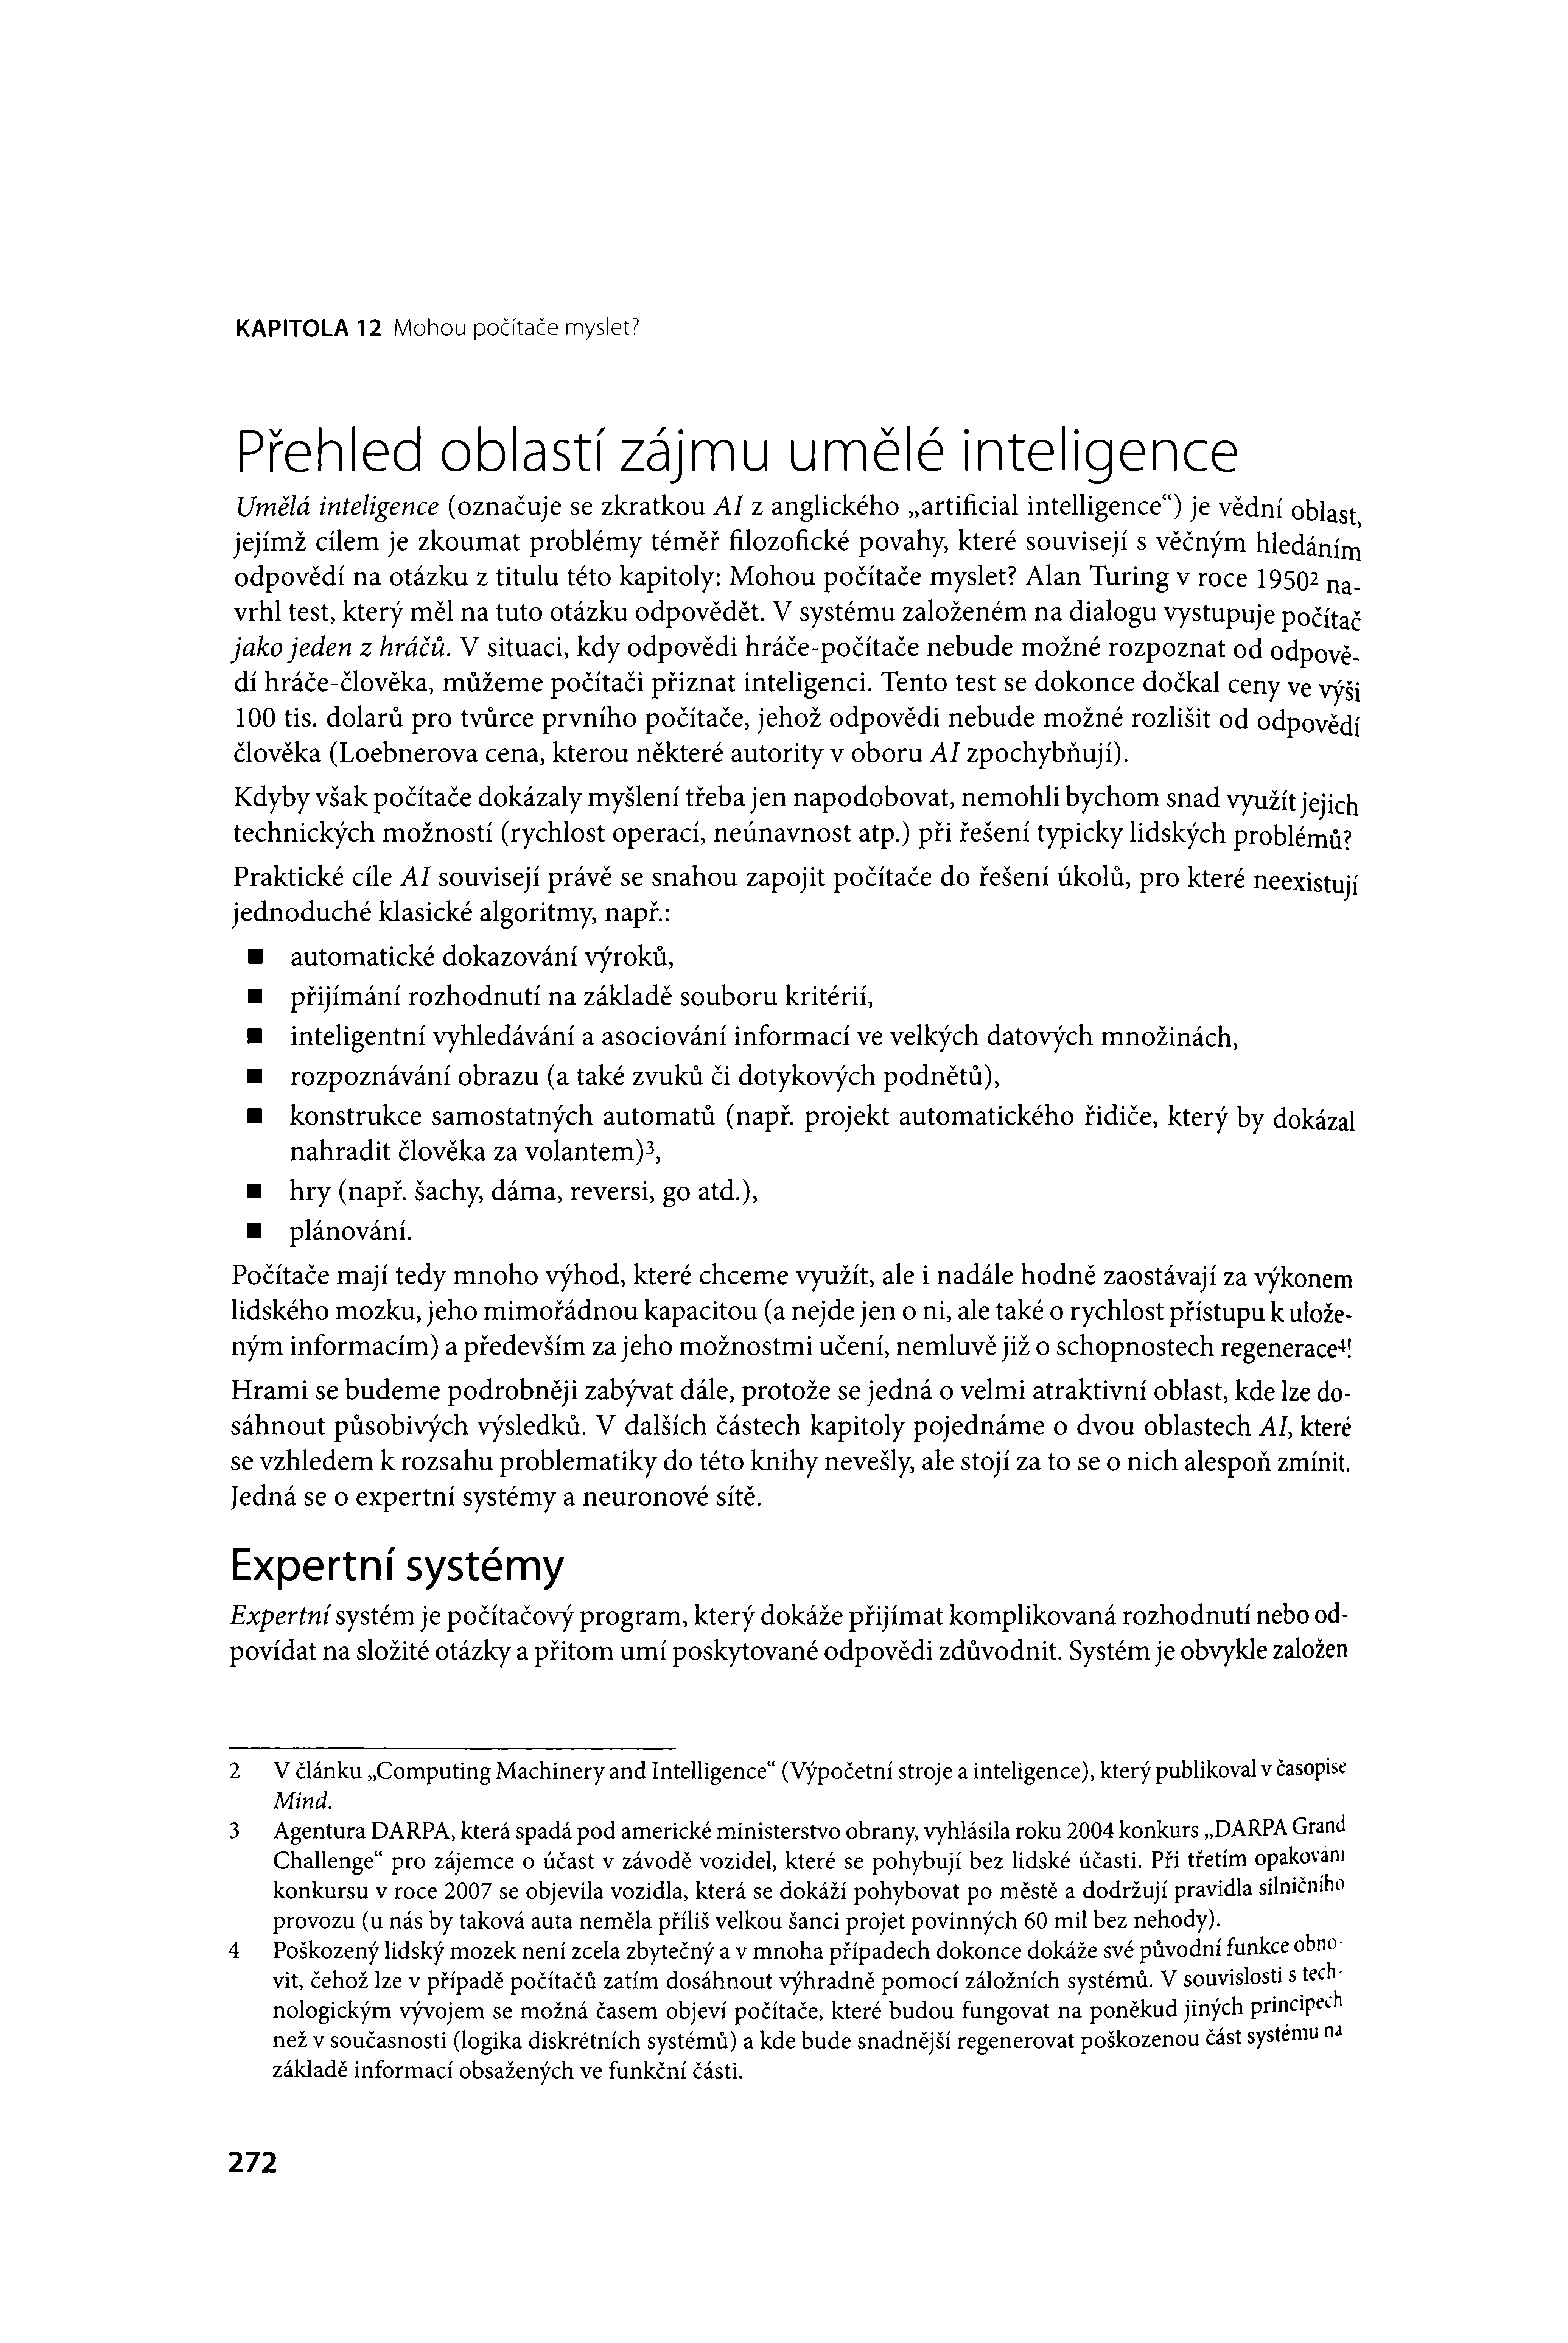 KAPITOLA 12 Mohou počítače myslet?
Přehled oblastí zájmu umělé inteligence
Umělá inteligence (označuje se zkratkou AI z anglického „artificial intelligence“) je vědní oblast,
jejímž cílem je zkoumat problémy téměř filozofické povahy, které souvisejí s věčným hledáním
odpovědí na otázku z titulu této kapitoly: Mohou počítače myslet? Alan Turing v roce 1950² na-
vrhl test, který měl na tuto otázku odpovědět. V systému založeném na dialogu vystupuje počítač
jako jeden z hráčů. V situaci, kdy odpovědi hráče-počítače nebude možné rozpoznat od odpově-
dí hráče-člověka, můžeme počítači přiznat inteligenci. Tento test se dokonce dočkal ceny ve výši
100 tis. dolarů pro tvůrce prvního počítače, jehož odpovědi nebude možné rozlišit od odpovědí
člověka (Loebnerova cena, kterou některé autority v oboru AI zpochybňují).
Kdyby však počítače dokázaly myšlení třeba jen napodobovat, nemohli bychom snad využít jejich
technických možností (rychlost operací, neúnavnost atp.) při řešení typicky lidských problémů?
Praktické cíle AI souvisejí právě se snahou zapojit počítače do řešení úkolů, pro které neexistují
jednoduché klasické algoritmy, např.:
■ automatické dokazování výroků,
■ přijímání rozhodnutí na základě souboru kritérií,
■ inteligentní vyhledávání a asociování informací ve velkých datových množinách,
■ rozpoznávání obrazu (a také zvuků či dotykových podnětů),
■ konstrukce samostatných automatů (např. projekt automatického řidiče, který by dokázal
nahradit člověka za volantem)³,
■ hry (např. šachy, dáma, reversi, go atd.),
■ plánování.
Počítače mají tedy mnoho výhod, které chceme využít, ale i nadále hodně zaostávají za výkonem
lidského mozku, jeho mimořádnou kapacitou (a nejde jen o ni, ale také o rychlost přístupu k ulože-
ným informacím) a především za jeho možnostmi učení, nemluvě již o schopnostech regenerace⁴!
Hrami se budeme podrobněji zabývat dále, protože se jedná o velmi atraktivní oblast, kde lze do-
sáhnout působivých výsledků. V dalších částech kapitoly pojednáme o dvou oblastech AI, které
se vzhledem k rozsahu problematiky do této knihy nevešly, ale stojí za to se o nich alespoň zmínit.
Jedná se o expertní systémy a neuronové sítě.
Expertní systémy
Expertní systém je počítačový program, který dokáže přijímat komplikovaná rozhodnutí nebo od-
povídat na složité otázky a přitom umí poskytované odpovědi zdůvodnit. Systém je obvykle založen
2 V článku „Computing Machinery and Intelligence“ (Výpočetní stroje a inteligence), který publikoval v časopise
Mind.
3 Agentura DARPA, která spadá pod americké ministerstvo obrany, vyhlásila roku 2004 konkurs „DARPA Grand
Challenge“ pro zájemce o účast v závodě vozidel, které se pohybují bez lidské účasti. Při třetím opakování
konkursu v roce 2007 se objevila vozidla, která se dokáží pohybovat po městě a dodržují pravidla silničního
provozu (u nás by taková auta neměla příliš velkou šanci projet povinných 60 mil bez nehody).
4 Poškozený lidský mozek není zcela zbytečný a v mnoha případech dokonce dokáže své původní funkce obno-
vit, čehož lze v případě počítačů zatím dosáhnout výhradně pomocí záložních systémů. V souvislosti s tech-
nologickým vývojem se možná časem objeví počítače, které budou fungovat na poněkud jiných principech
než v současnosti (logika diskrétních systémů) a kde bude snadnější regenerovat poškozenou část systému na
základě informací obsažených ve funkční části.
272